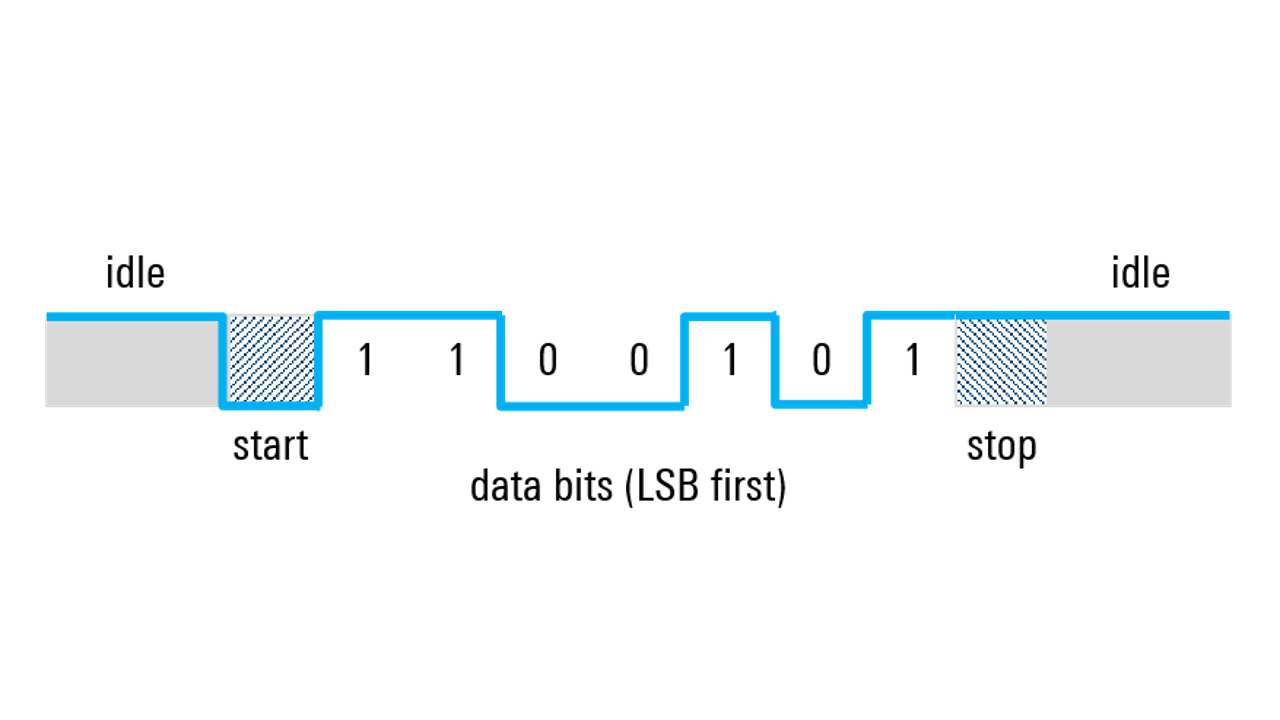 idle idle
1 1 0 0 1 0 1
start stop
data bits (LSB first)